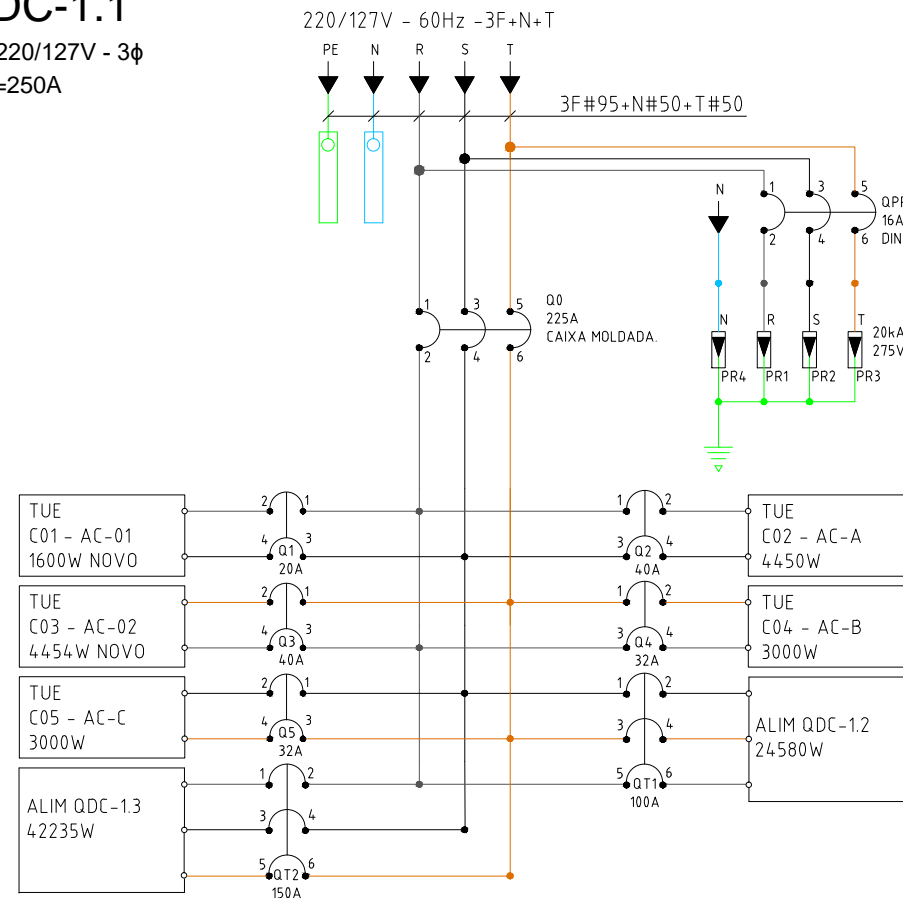 DC-1.1
220/127V - 3ϕ
=250A
220/127V - 60Hz -3F+N+T
PE N R S T
3F#95+N#50+T#50
N
1 3 5
QPR
16A
DIN
2 4 6
1 3 5
Q0
225A
CAIXA MOLDADA.
2 4 6
N R S T
20kA
275V
PR4 PR1 PR2 PR3
TUE
C01 - AC-01
1600W NOVO
2 1
4 3
Q1
20A
1 2
3 4
Q2
40A
TUE
C02 - AC-A
4450W
TUE
C03 - AC-02
4454W NOVO
2 1
4 3
Q3
40A
1 2
3 4
Q4
32A
TUE
C04 - AC-B
3000W
TUE
C05 - AC-C
3000W
2 1
4 3
Q5
32A
1 2
3 4
5 6
QT1
100A
ALIM QDC-1.2
24580W
ALIM QDC-1.3
42235W
1 2
3 4
5 6
QT2
150A